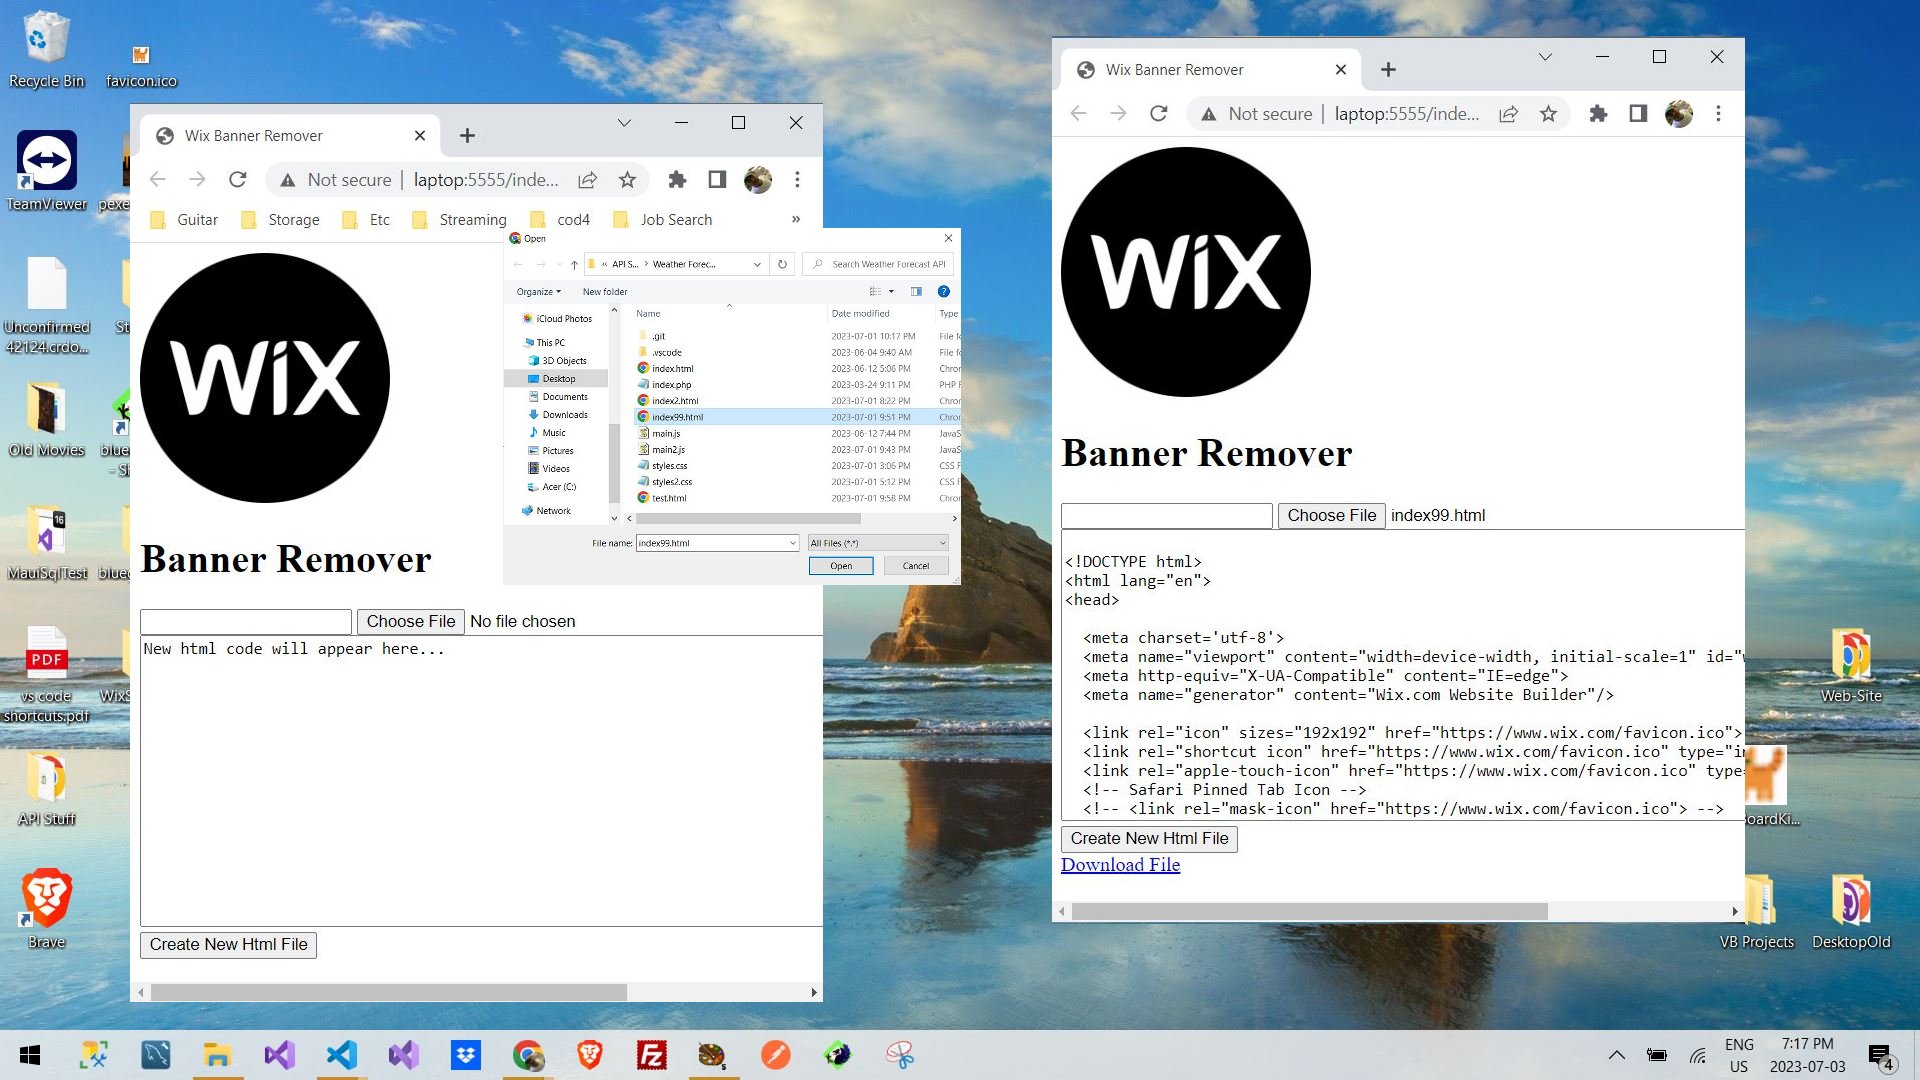 Recycle Bin
favicon.ico
TeamViewer
pexe
Unconfirmed
42124.crdo...
St
Old Movies
blue
- Sh
16
MauiSqlTest
blue
PDF
vs code
shortcuts.pdf
WixS
API Stuff
Brave
Wix Banner Remover
Not secure
laptop:5555/inde...
Guitar
Storage
Etc
Streaming
cod4
Job Search
»
WiX
Banner Remover
Choose File No file chosen
New html code will appear here...
Create New Html File
Open
« API S... > Weather Forec...
Search Weather Forecast API
Organize
New folder
?
iCloud Photos
This PC
3D Objects
Desktop
Documents
Downloads
Music
Pictures
Videos
Acer (C:)
Network
Name Date modified Type
.git 2023-07-01 10:17 PM File fo
.vscode 2023-06-04 9:40 AM File fo
index.html 2023-06-12 5:06 PM Chror
index.php 2023-03-24 9:11 PM PHP F
index2.html 2023-07-01 8:22 PM Chror
index99.html 2023-07-01 9:51 PM Chror
main.js 2023-06-12 7:44 PM JavaS
main2.js 2023-07-01 9:43 PM JavaS
styles.css 2023-07-01 3:06 PM CSS F
styles2.css 2023-07-01 5:12 PM CSS F
test.html 2023-07-01 9:58 PM Chror
File name: index99.html All Files (*.*)
Open Cancel
Wix Banner Remover
Not secure
laptop:5555/inde...
WiX
Banner Remover
Choose File index99.html
<!DOCTYPE html>
<html lang="en">
<head>
<meta charset='utf-8'>
<meta name="viewport" content="width=device-width, initial-scale=1" id="w
<meta http-equiv="X-UA-Compatible" content="IE=edge">
<meta name="generator" content="Wix.com Website Builder"/>
<link rel="icon" sizes="192x192" href="https://www.wix.com/favicon.ico">
<link rel="shortcut icon" href="https://www.wix.com/favicon.ico" type="i
<link rel="apple-touch-icon" href="https://www.wix.com/favicon.ico" type=
<!-- Safari Pinned Tab Icon -->
<!-- <link rel="mask-icon" href="https://www.wix.com/favicon.ico"> -->
Create New Html File
Download File
Web-Site
oardKi...
VB Projects
DesktopOld
FZ
ENG
US
7:17 PM
2023-07-03
4